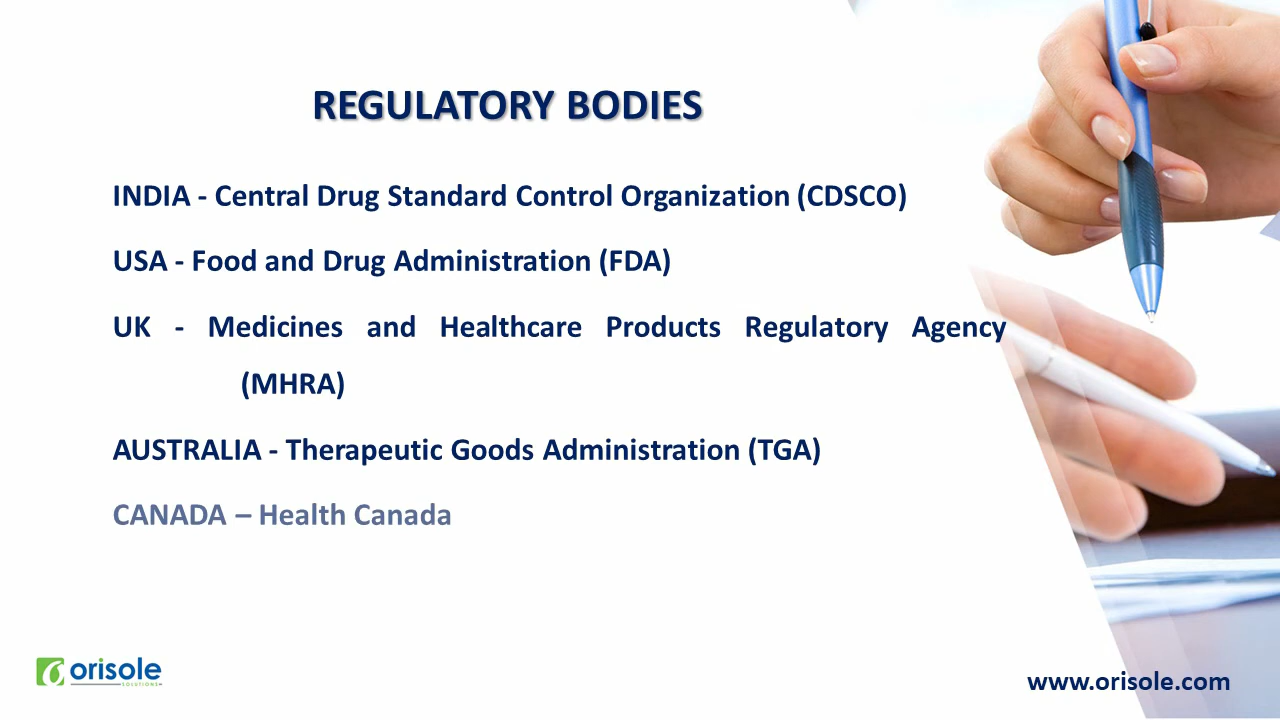 REGULATORY BODIES
INDIA - Central Drug Standard Control Organization (CDSCO)
USA - Food and Drug Administration (FDA)
UK - Medicines and Healthcare Products Regulatory Agency
(MHRA)
AUSTRALIA - Therapeutic Goods Administration (TGA)
CANADA – Health Canada
orisole
SOLUTIONS
www.orisole.com